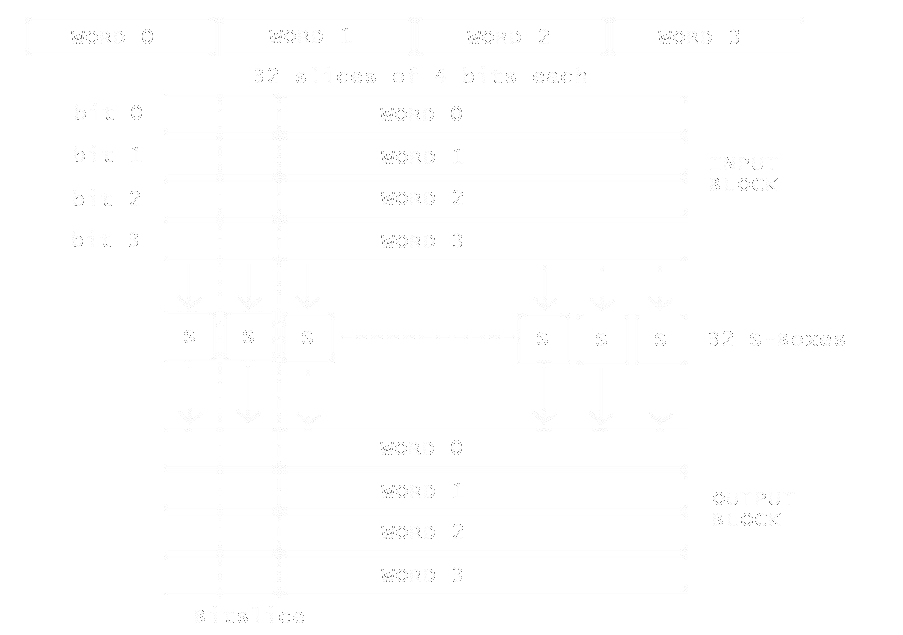 Word 0 Word 1 Word 2 Word 3
32 slices of 4 bits each
bit 0 Word 0
bit 1 Word 1
INPUT
BLOCK
bit 2 Word 2
bit 3 Word 3
S S S S S S 32 S-Boxes
Word 0
Word 1
OUTPUT
BLOCK
Word 2
Word 3
Bitslice